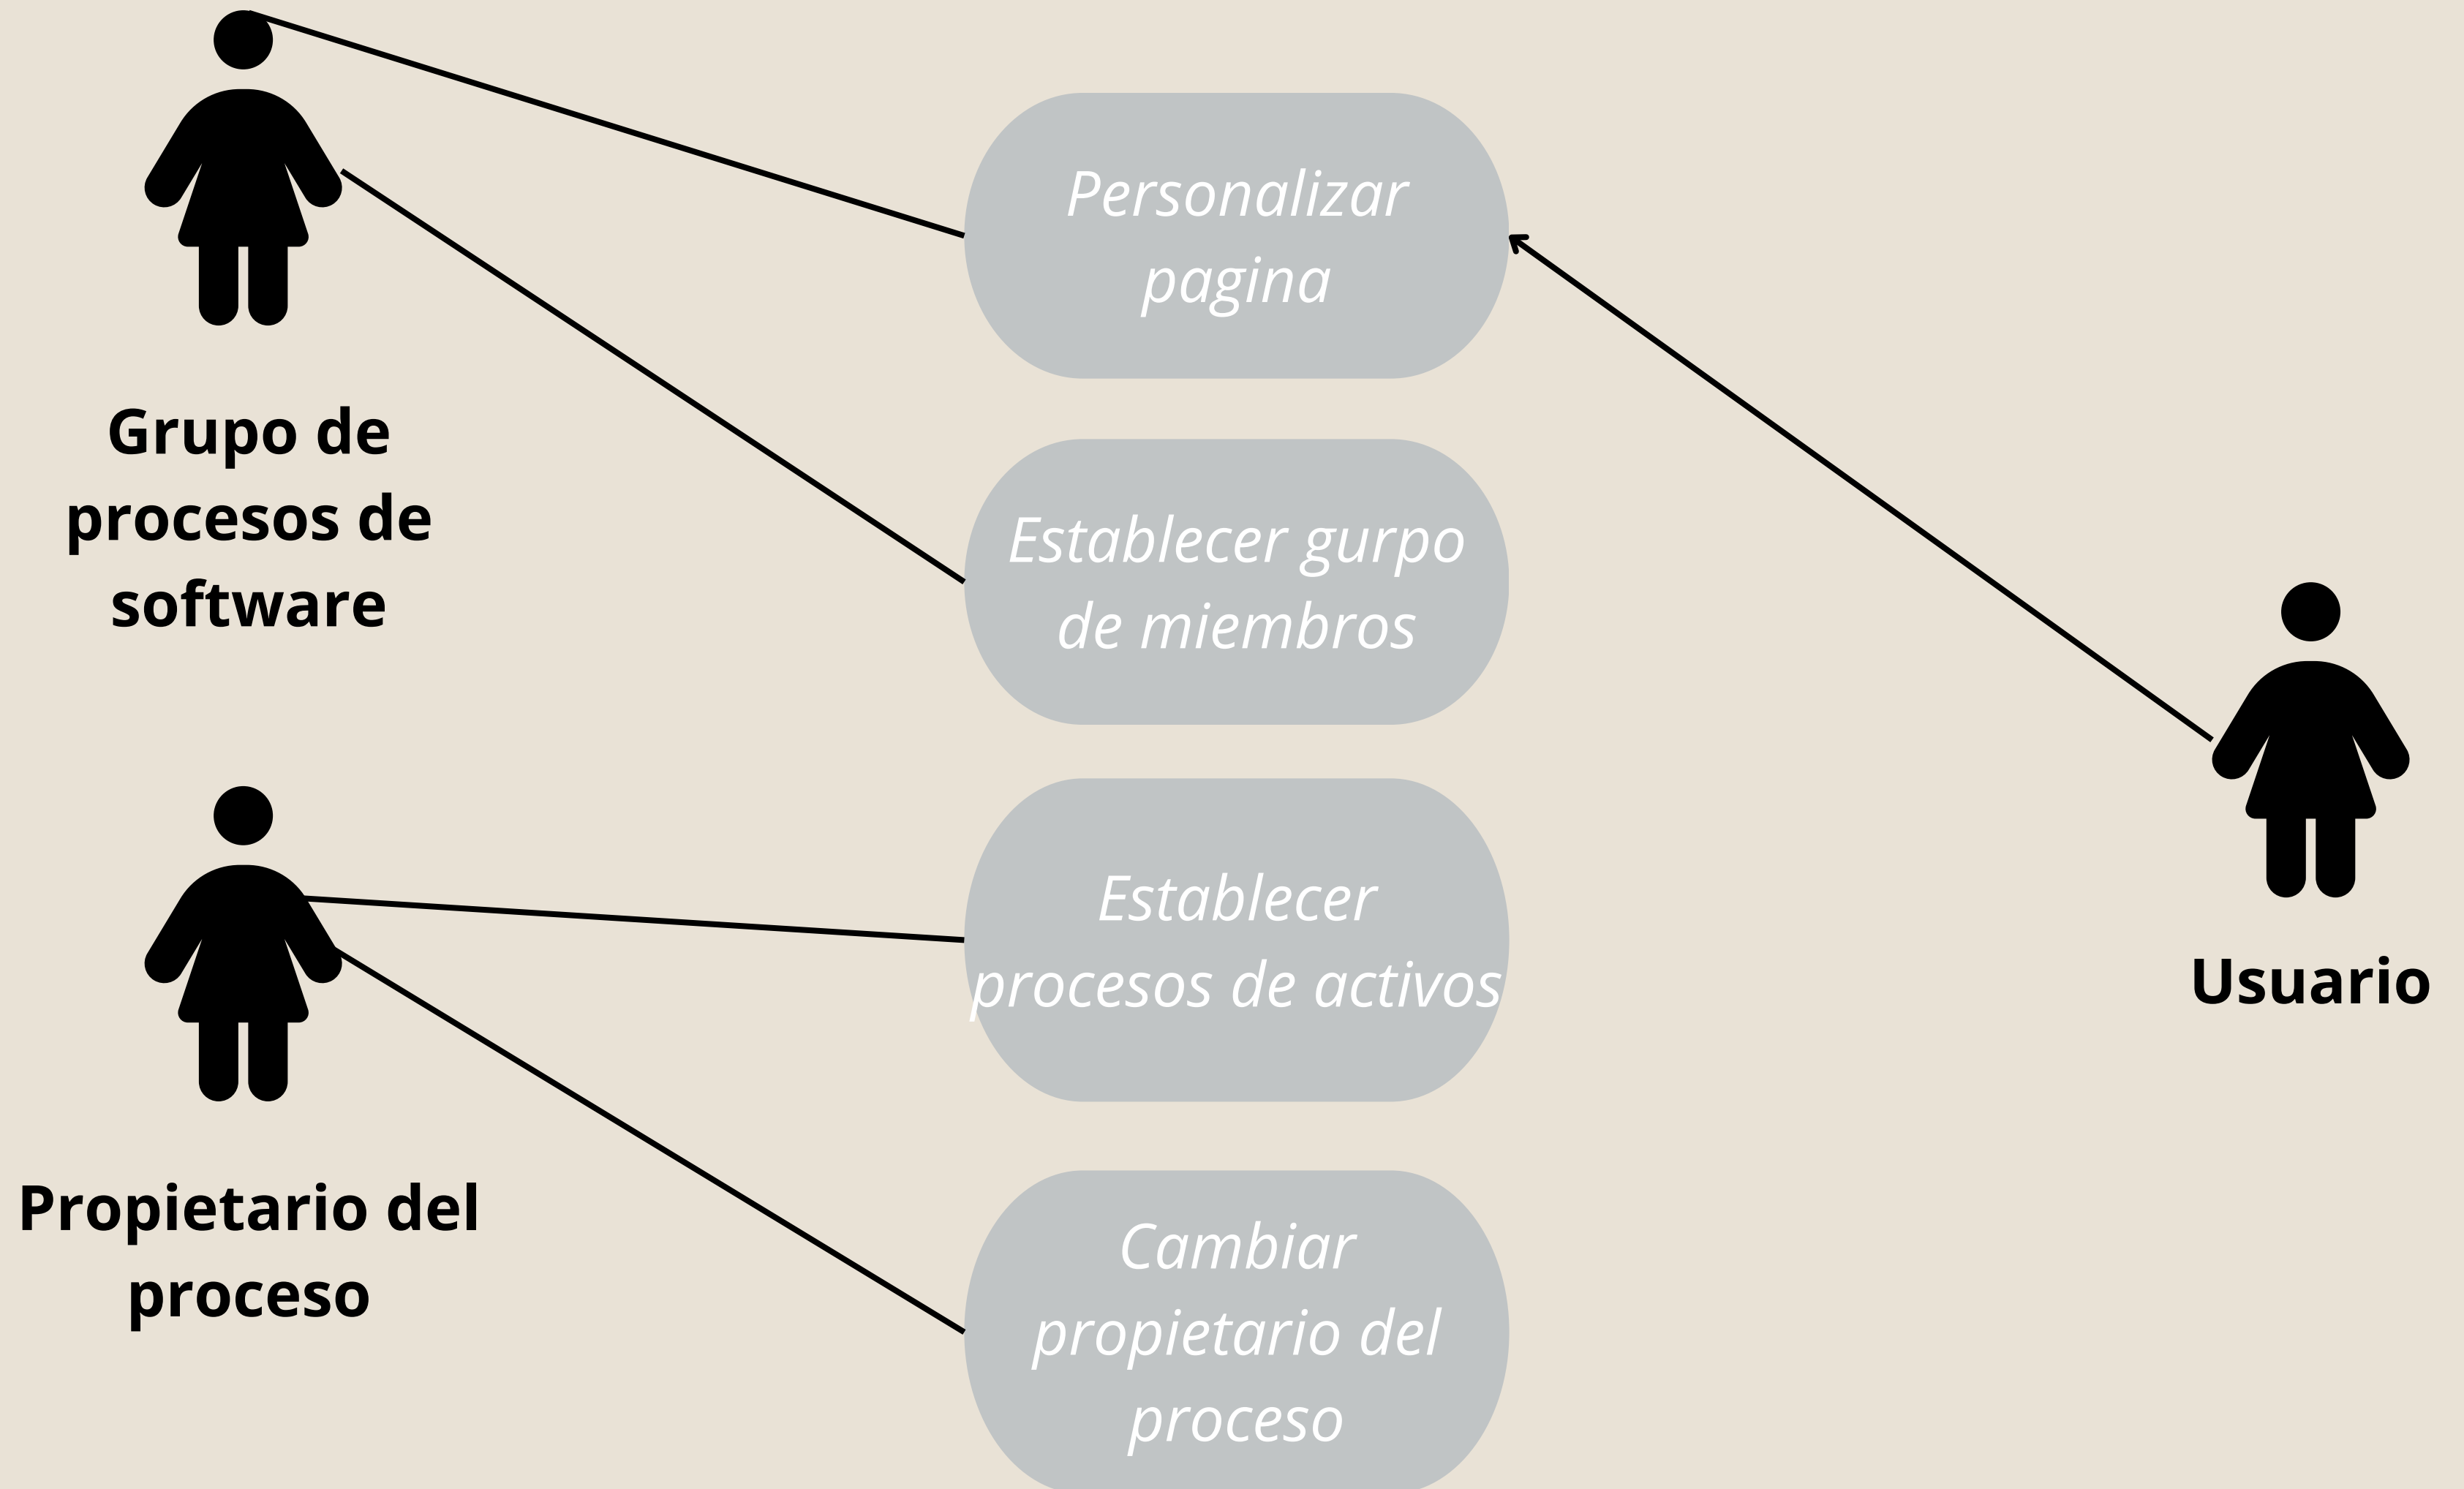 Personalizar
pagina
Grupo de
procesos de
software
Establecer gurpo
de miembros
Establecer
procesos de activos
Usuario
Propietario del
proceso
Cambiar
propietario del
proceso